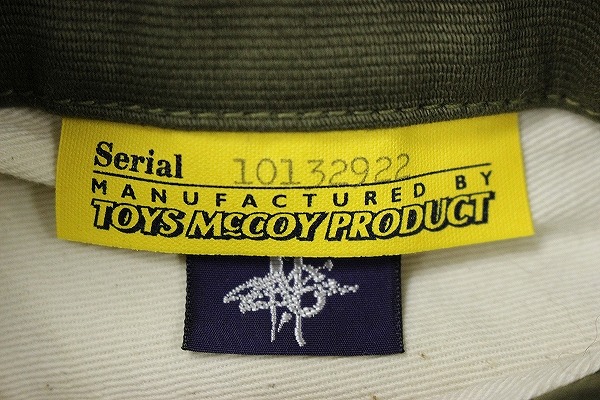 Serial 10132922
MANUFACTURED BY
TOYS McCOY PRODUCT